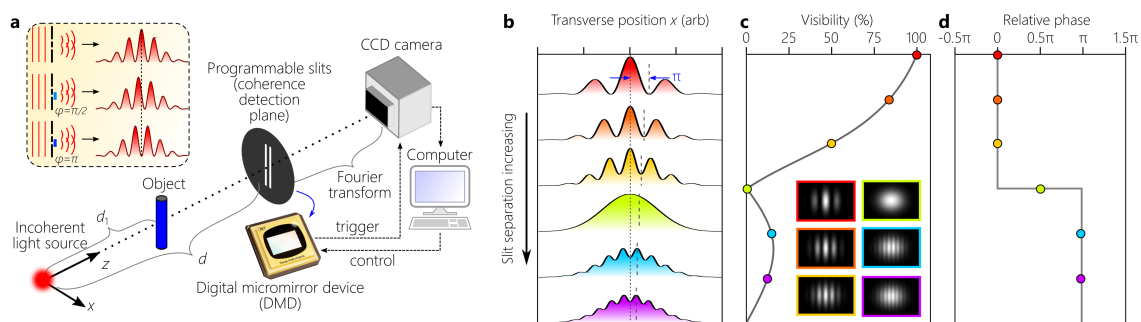 a
φ=π/2
φ=π
Incoherent
light source
d₁
Object
z
x
d
Programmable slits
(coherence
detection
plane)
CCD camera
Fourier
transform
Computer
trigger
control
Digital micromirror device
(DMD)
b
Transverse position x (arb)
π
Slit separation increasing
c
Visibility (%)
0 25 50 75 100
d
Relative phase
-0.5π 0 0.5π π 1.5π